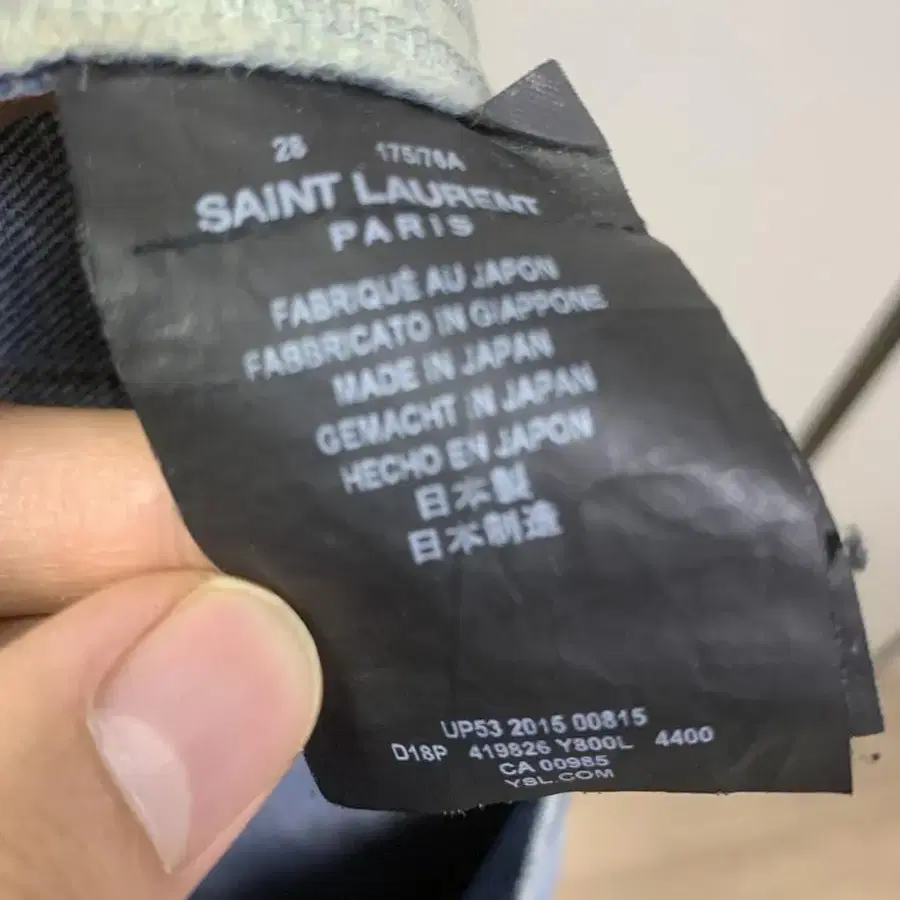 28 175/76A
SAINT LAURENT
PARIS
FABRIQUÉ AU JAPON
FABBRICATO IN GIAPPONE
MADE IN JAPAN
GEMACHT IN JAPAN
HECHO EN JAPON
日本製
日本制造
UP53 2015 00815
D18P 419826 Y800L 4400
CA 00985
YSL.COM